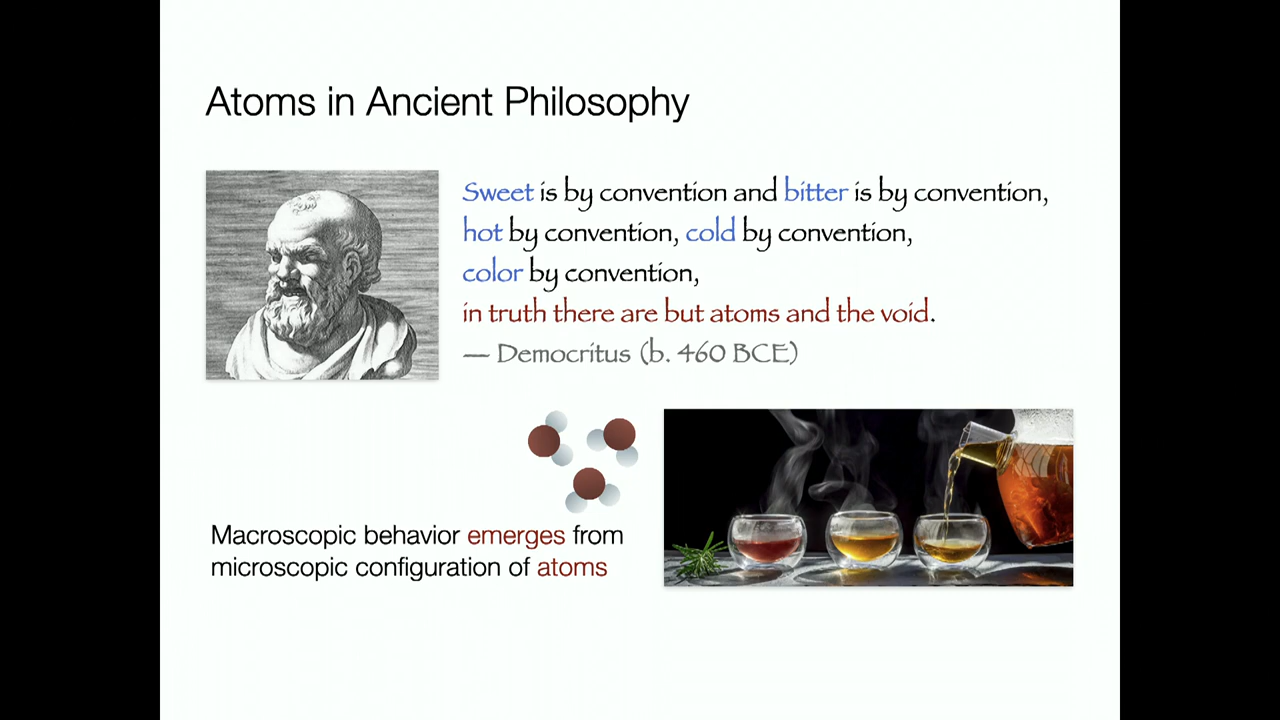 Atoms in Ancient Philosophy
Sweet is by convention and bitter is by convention,
hot by convention, cold by convention,
color by convention,
in truth there are but atoms and the void.
— Democritus (b. 460 BCE)
Macroscopic behavior emerges from
microscopic configuration of atoms